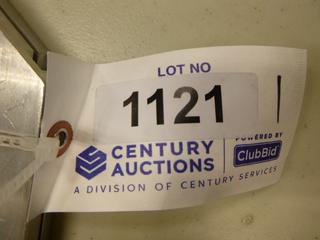 LOT NO
1121
CENTURY
AUCTIONS
POWERED BY
ClubBid
A DIVISION OF CENTURY SERVICES